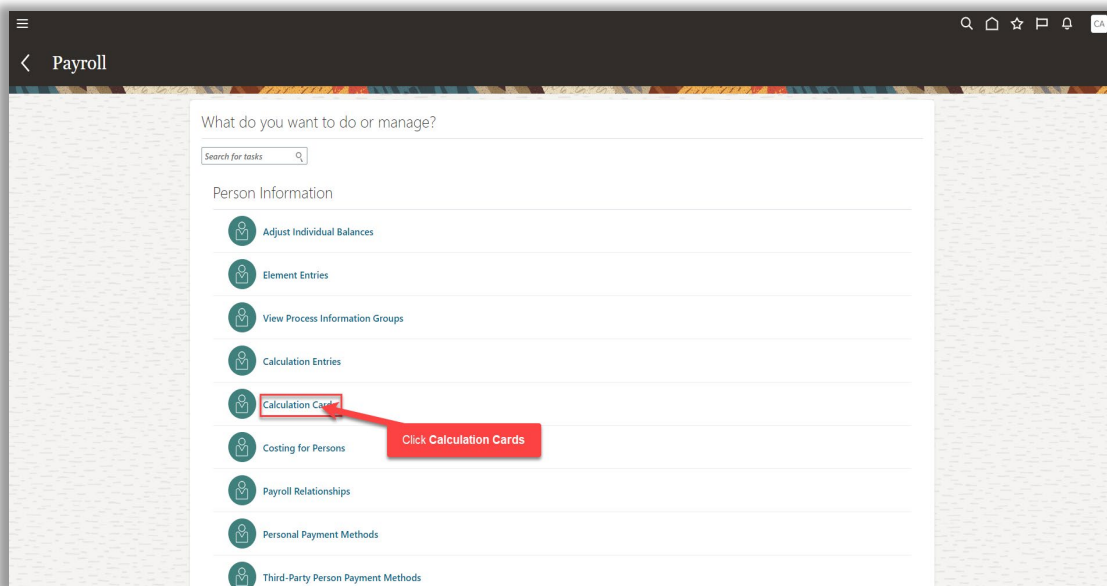 CA
Payroll
What do you want to do or manage?
Search for tasks
Person Information
Adjust Individual Balances
Element Entries
View Process Information Groups
Calculation Entries
Calculation Cards
Click Calculation Cards
Costing for Persons
Payroll Relationships
Personal Payment Methods
Third-Party Person Payment Methods